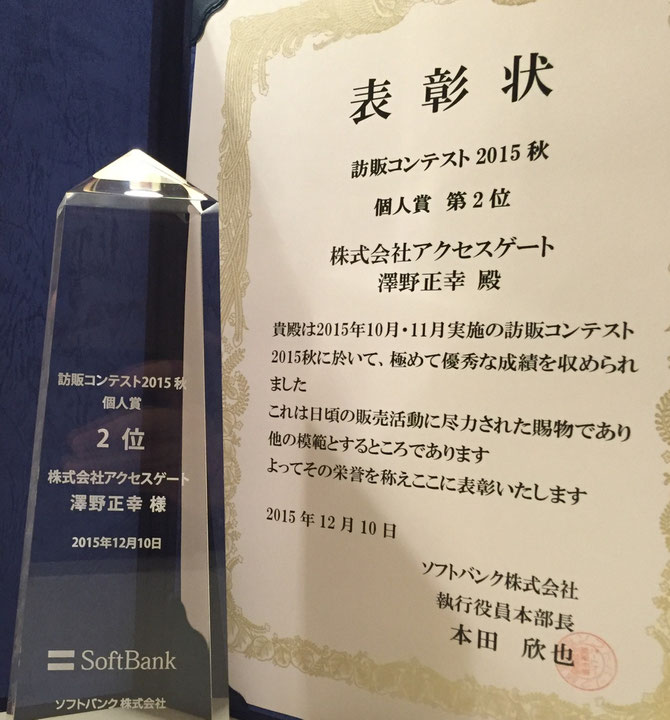 訪販コンテスト2015 秋
個人賞
2 位
株式会社アクセスゲート
澤野正幸 様
2015年12月10日
SoftBank
ソフトバンク株式会社
表彰状
訪販コンテスト 2015 秋
個人賞 第2位
株式会社アクセスゲート
澤野正幸 殿
貴殿は2015年10月・11月実施の訪販コンテスト
2015秋に於いて、極めて優秀な成績を収められ
ました
これは日頃の販売活動に尽力された賜物であり
他の模範とするところであります
よってその栄誉を称えここに表彰いたします
2015年12月10日
ソフトバンク株式会社
執行役員本部長
本田 欣也